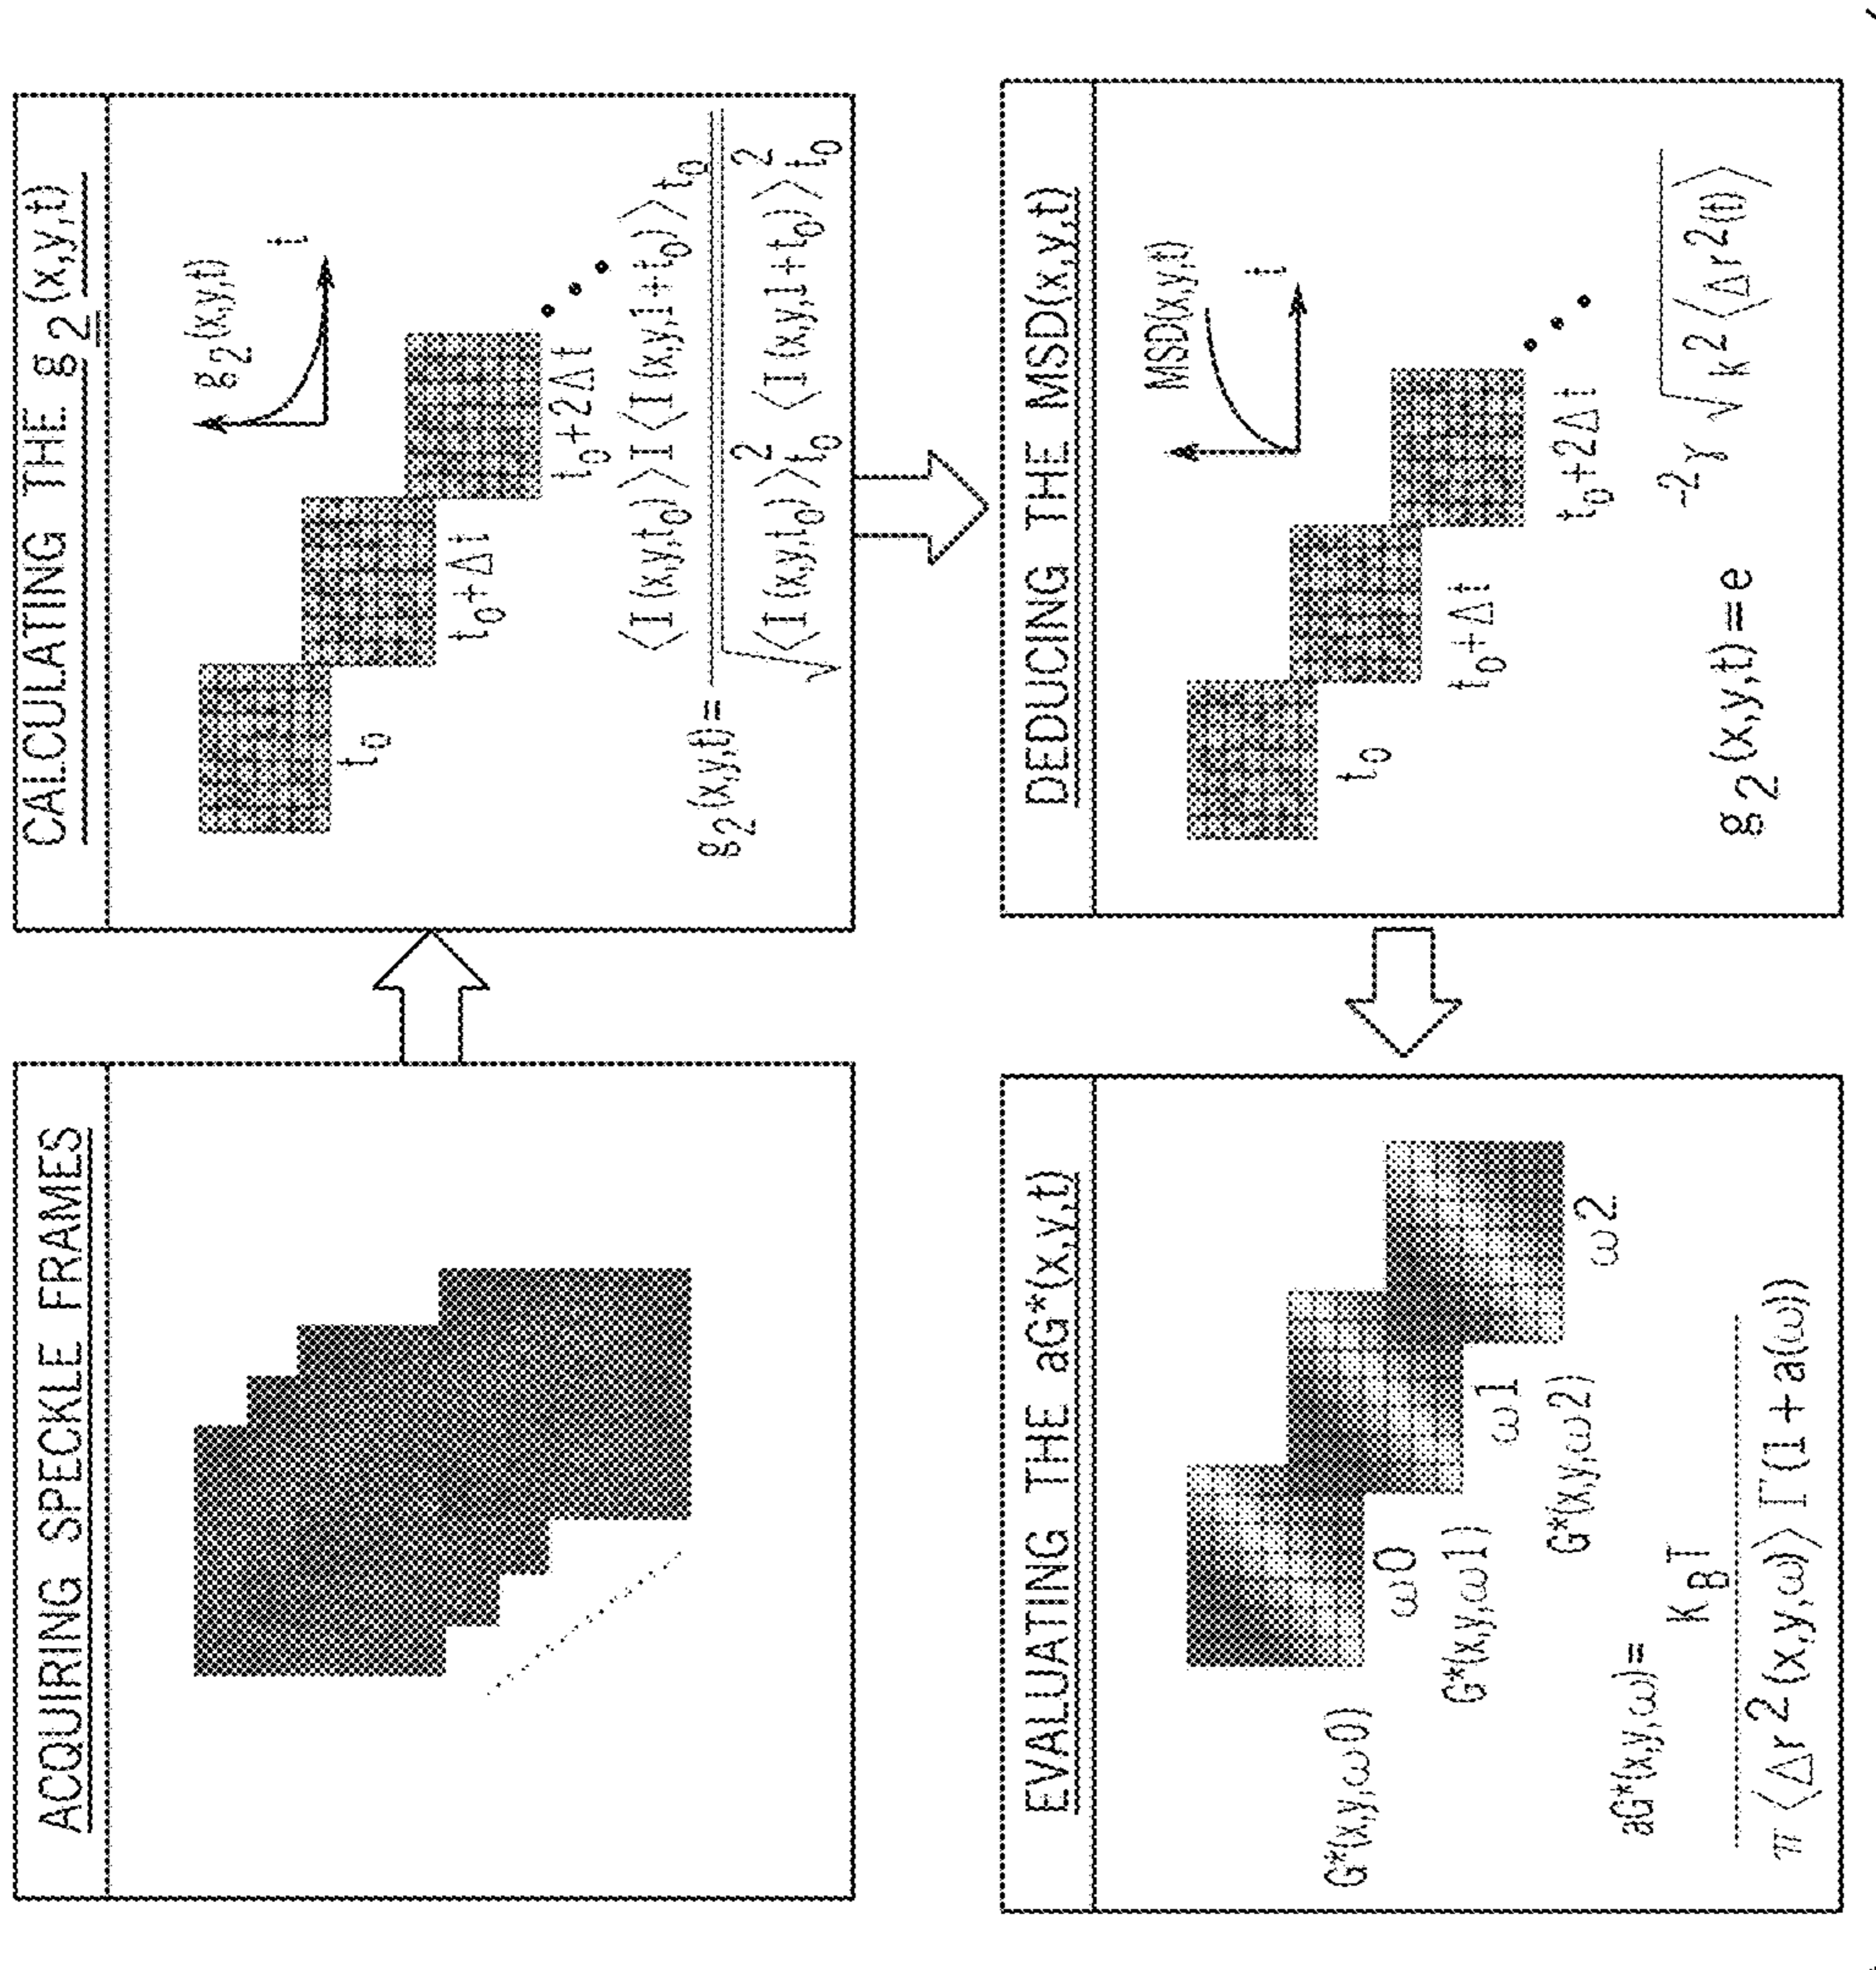 ACQUIRING SPECKLE FRAMES
CALCULATING THE g₂(x,y,t)
g₂(x,y,t)
t
t₀
t₀+Δt
t₀+2Δt
g₂(x,y,t)=
⟨I(x,y,t₀)⟩I⟨I(x,y,1+t₀)⟩t₀
√⟨I(x,y,t₀)⟩²t₀ ⟨I(x,y,1+t₀)⟩²t₀
DEDUCING THE MSD(x,y,t)
MSD(x,y,t)
t
t₀
t₀+Δt
t₀+2Δt
g₂(x,y,t)=e -2γ√k²⟨Δr²(t)⟩
EVALUATING THE aG*(x,y,t)
ω0
G*(x,y,ω0)
ω1
G*(x,y,ω1)
ω2
G*(x,y,ω2)
aG*(x,y,ω)=
K_BT
π⟨Δr²(x,y,ω)⟩Γ(1+a(ω))